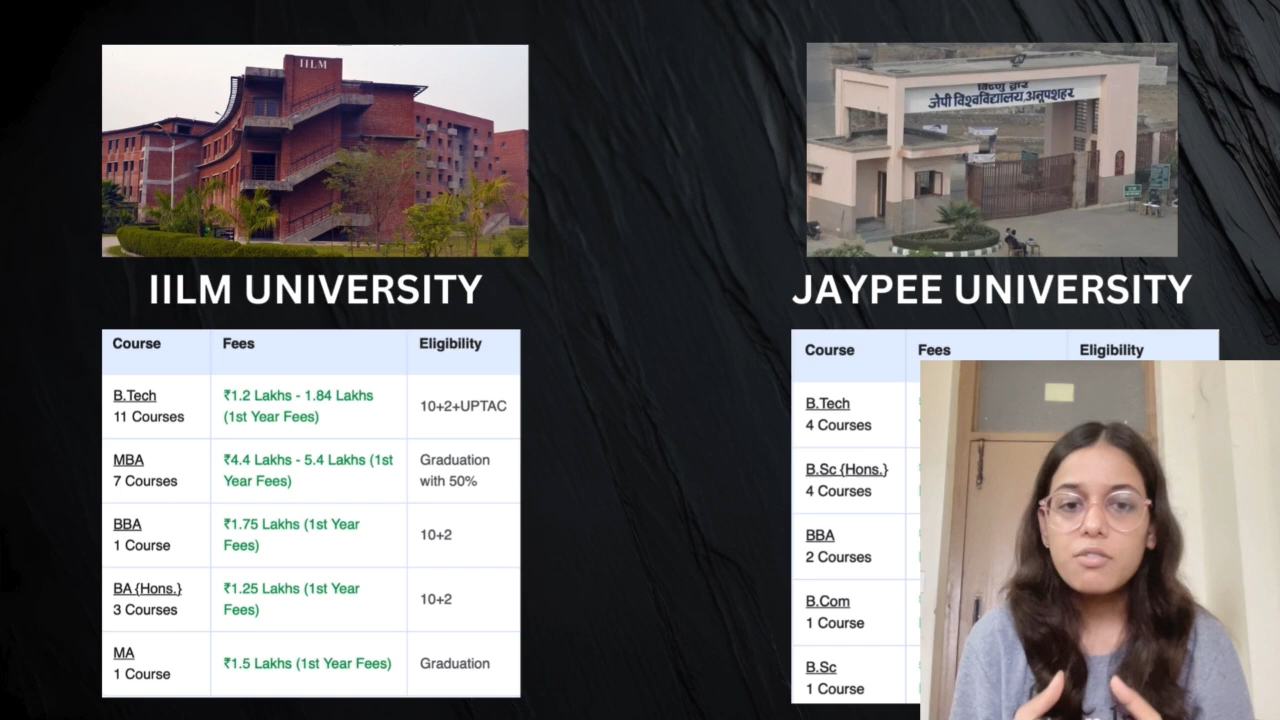 IILM
विश्वविद्यालय,अनूपशहर
जेपी
IILM UNIVERSITY
Course Fees Eligibility
B.Tech
11 Courses
₹1.2 Lakhs - 1.84 Lakhs
(1st Year Fees)
10+2+UPTAC
MBA
7 Courses
₹4.4 Lakhs - 5.4 Lakhs (1st
Year Fees)
Graduation
with 50%
BBA
1 Course
₹1.75 Lakhs (1st Year
Fees)
10+2
BA {Hons.}
3 Courses
₹1.25 Lakhs (1st Year
Fees)
10+2
MA
1 Course
₹1.5 Lakhs (1st Year Fees)
Graduation
JAYPEE UNIVERSITY
Course Fees Eligibility
B.Tech
4 Courses
B.Sc {Hons.}
4 Courses
BBA
2 Courses
B.Com
1 Course
B.Sc
1 Course